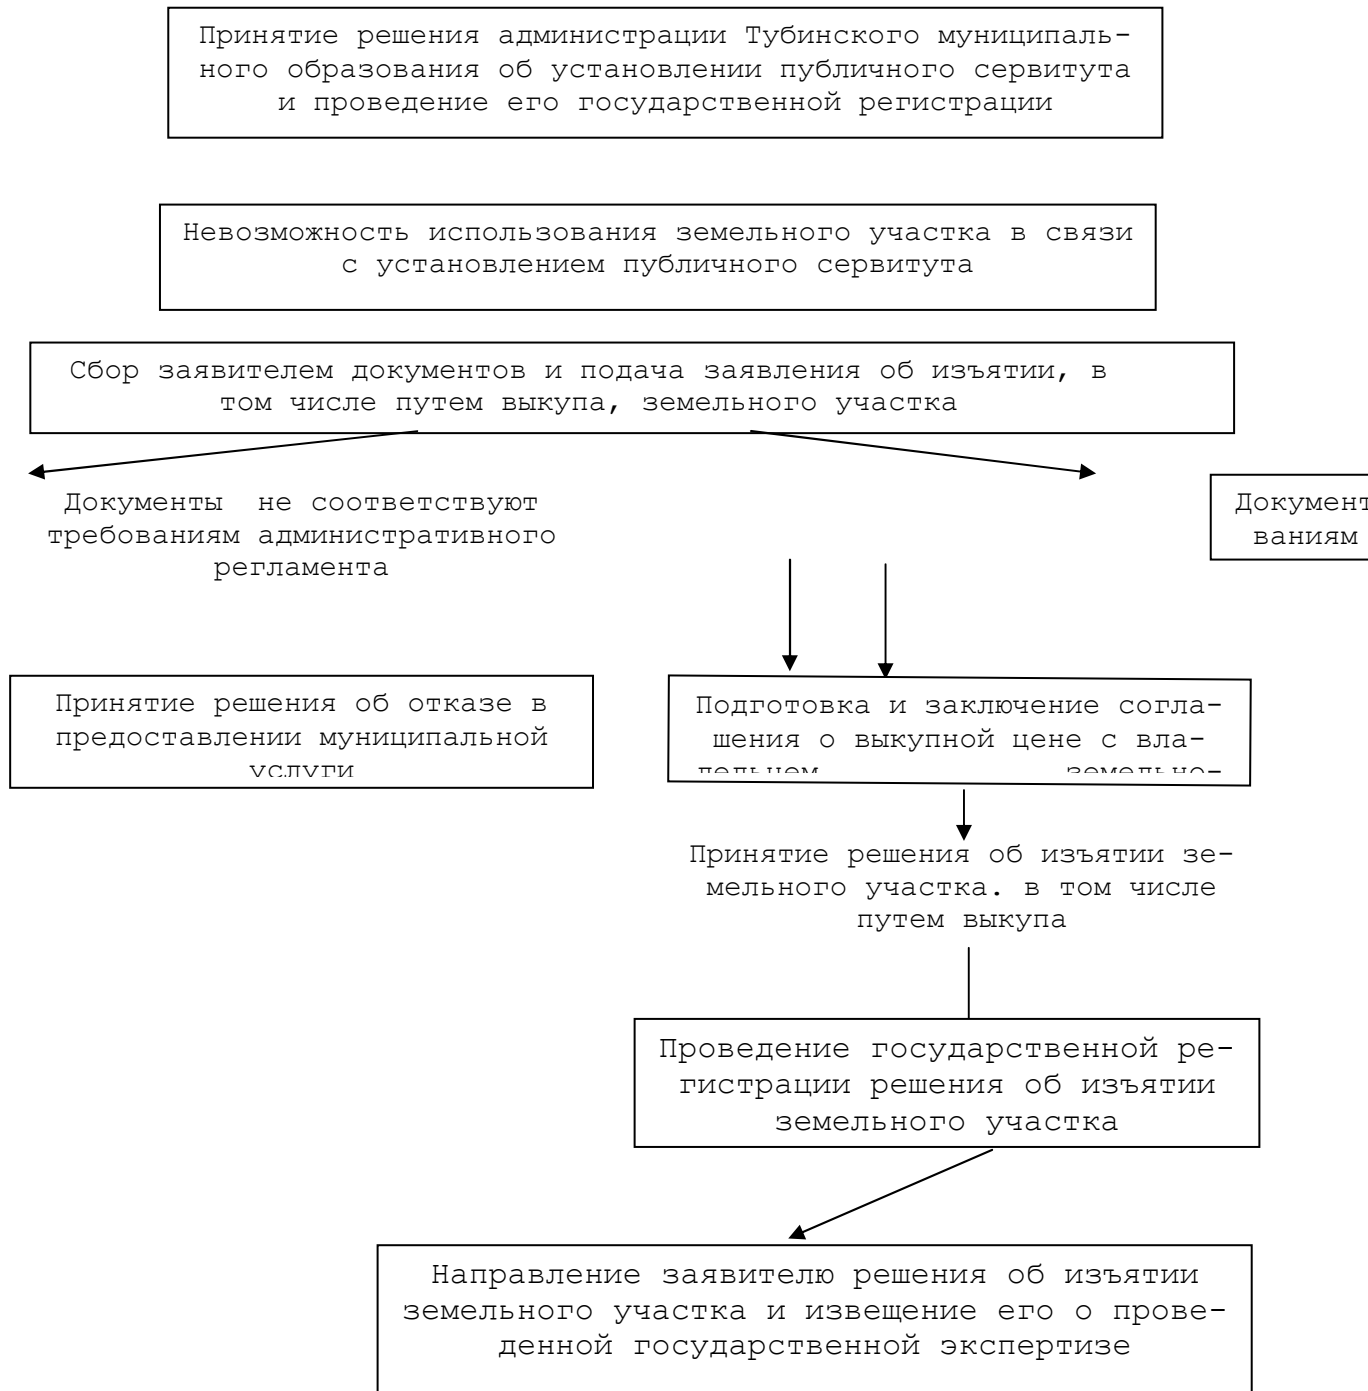 Принятие решения администрации Тубинского муниципаль-
ного образования об установлении публичного сервитута
и проведение его государственной регистрации
Невозможность использования земельного участка в связи
с установлением публичного сервитута
Сбор заявителем документов и подача заявления об изъятии, в
том числе путем выкупа, земельного участка
Документы не соответствуют
требованиям административного
регламента
Документ
ваниям
Принятие решения об отказе в
предоставлении муниципальной
услуги
Подготовка и заключение согла-
шения о выкупной цене с вла-
дельцем земельно-
Принятие решения об изъятии зе-
мельного участка. в том числе
путем выкупа
Проведение государственной ре-
гистрации решения об изъятии
земельного участка
Направление заявителю решения об изъятии
земельного участка и извещение его о прове-
денной государственной экспертизе